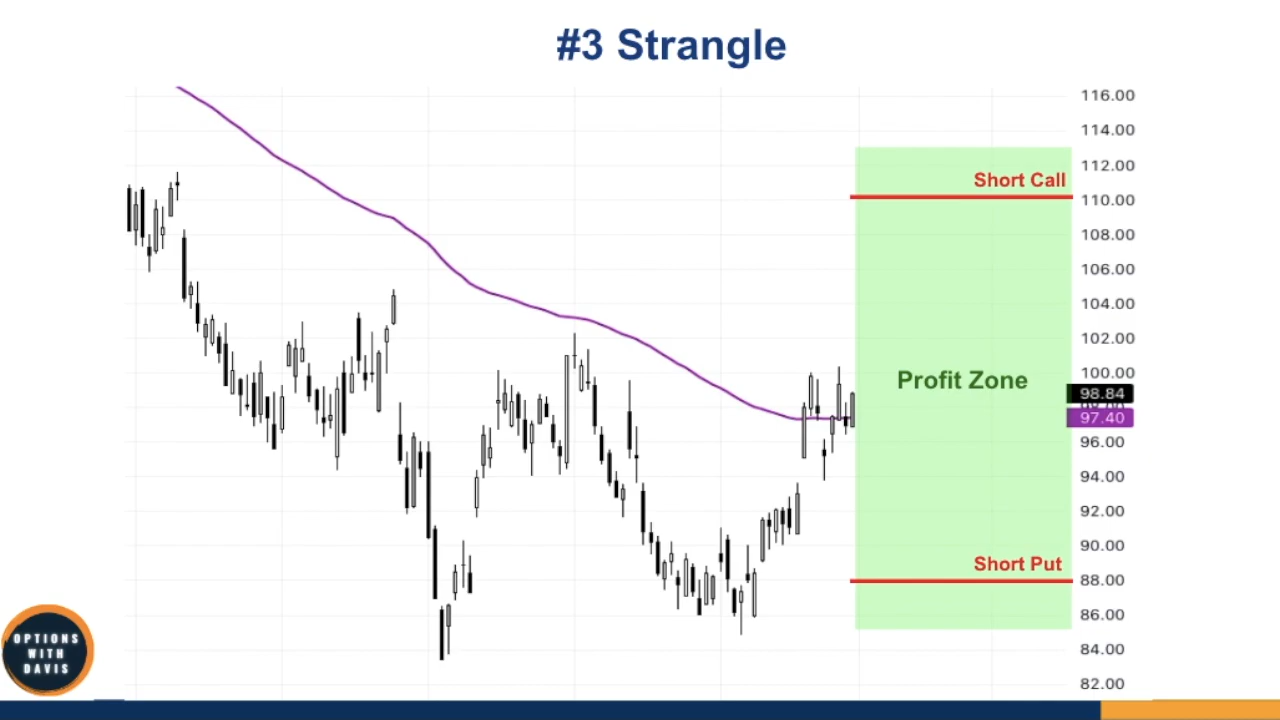 #3 Strangle
116.00
114.00
112.00
Short Call
110.00
108.00
106.00
104.00
102.00
100.00
Profit Zone
98.84
97.40
96.00
94.00
92.00
90.00
Short Put
88.00
86.00
84.00
82.00
OPTIONS
WITH
DAVIS